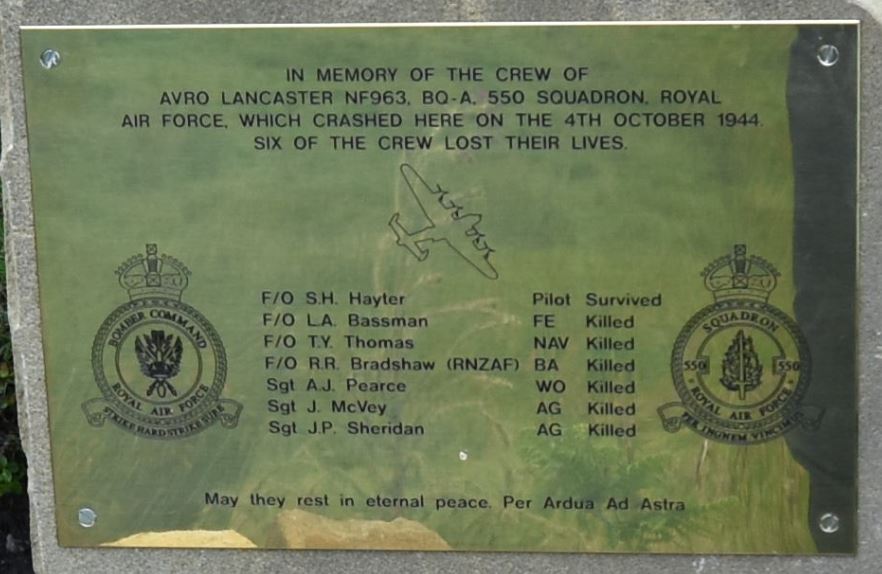 IN MEMORY OF THE CREW OF
AVRO LANCASTER NF963, BQ-A, 550 SQUADRON, ROYAL
AIR FORCE, WHICH CRASHED HERE ON THE 4TH OCTOBER 1944.
SIX OF THE CREW LOST THEIR LIVES.
F/O S.H. Hayter Pilot Survived
F/O L.A. Bassman FE Killed
F/O T.Y. Thomas NAV Killed
F/O R.R. Bradshaw (RNZAF) BA Killed
Sgt A.J. Pearce WO Killed
Sgt J. McVey AG Killed
Sgt J.P. Sheridan AG Killed
BOMBER COMMAND
ROYAL AIR FORCE
STRIKE HARD STRIKE SURE
SQUADRON
550 550
ROYAL AIR FORCE
PER IGNEM VINCIMUS
May they rest in eternal peace. Per Ardua Ad Astra